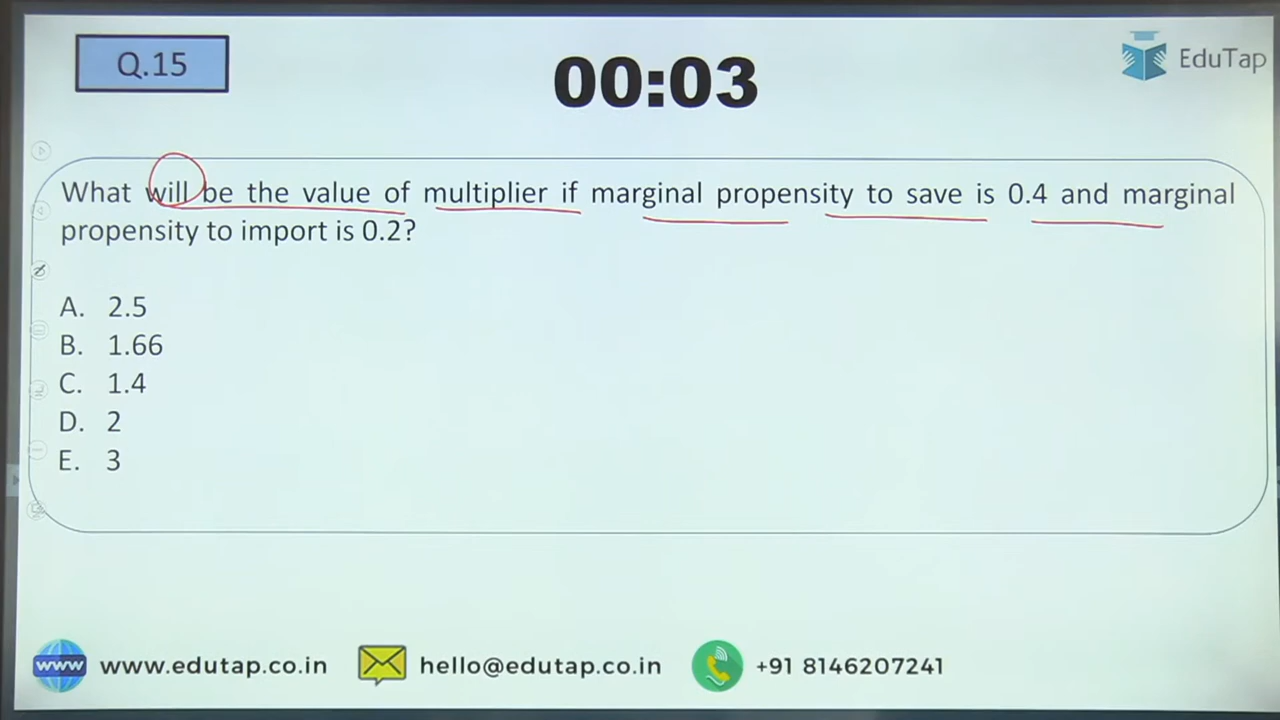 Q.15
00:03
EduTap
What will be the value of multiplier if marginal propensity to save is 0.4 and marginal
propensity to import is 0.2?
A. 2.5
B. 1.66
C. 1.4
D. 2
E. 3
www www.edutap.co.in hello@edutap.co.in +91 8146207241